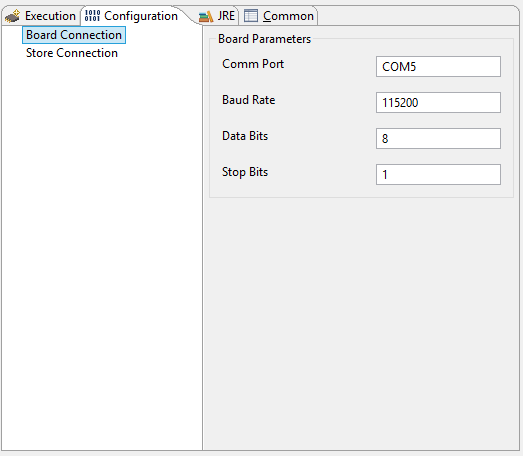 Execution Configuration JRE Common
Board Connection
Store Connection
Board Parameters
Comm Port COM5
Baud Rate 115200
Data Bits 8
Stop Bits 1